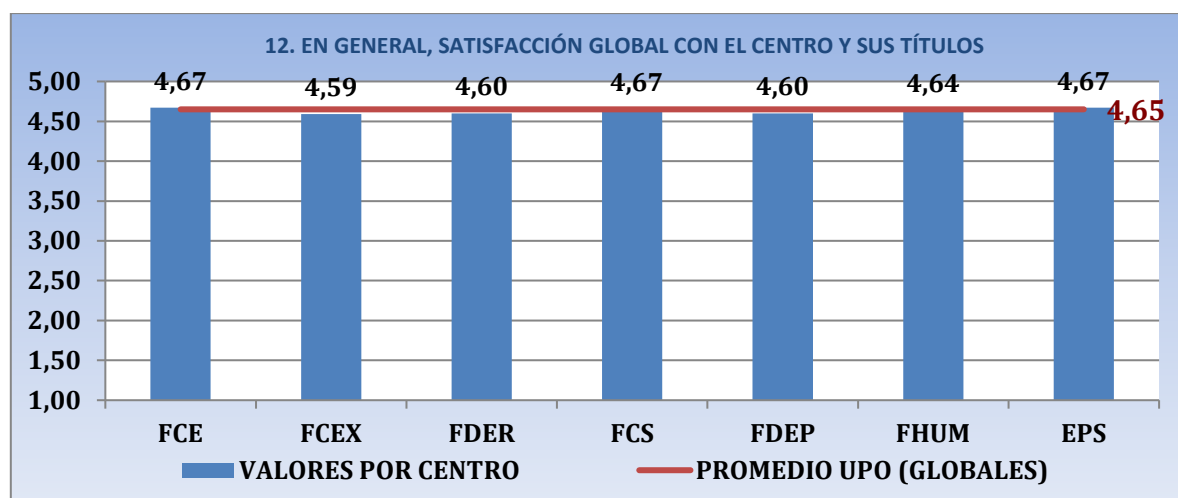 12. EN GENERAL, SATISFACCIÓN GLOBAL CON EL CENTRO Y SUS TÍTULOS
4,67 4,59 4,60 4,67 4,60 4,64 4,67
5,00
4,65
4,50
4,00
3,50
3,00
2,50
2,00
1,50
1,00
FCE FCEX FDER FCS FDEP FHUM EPS
VALORES POR CENTRO PROMEDIO UPO (GLOBALES)